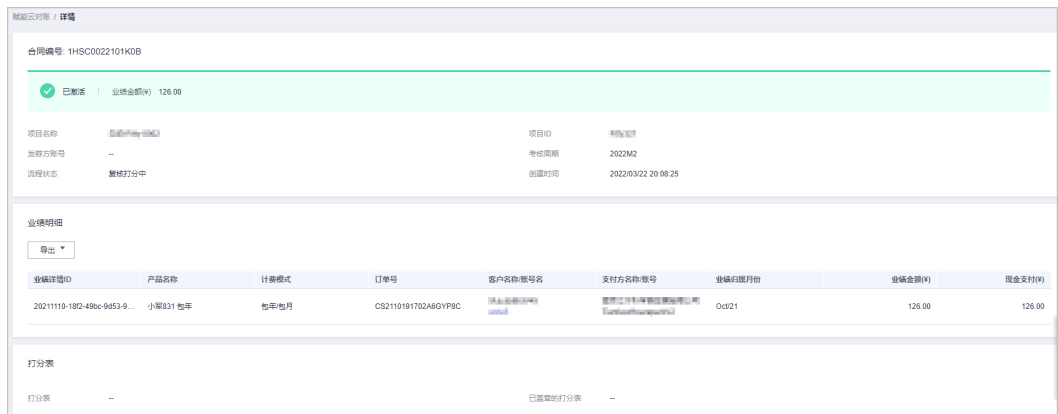 赋能云对账 / 详情
合同编号: 1HSC0022101K0B
已激活 | 业绩金额(¥) 126.00
项目名称 项目ID
发券方账号 -- 考核周期 2022M2
流程状态 复核打分中 创建时间 2022/03/22 20:08:25
业绩明细
导出
业绩详情ID 产品名称 计费模式 订单号 客户名称/账号名 支付方名称/账号 业绩归属月份 业绩金额(¥) 现金支付(¥)
20211110-18f2-49bc-9d53-9... 小军831 包年 包年/包月 CS2110191702A6GYP8C Oct/21 126.00 126.00
打分表
打分表 -- 已盖章的打分表 --